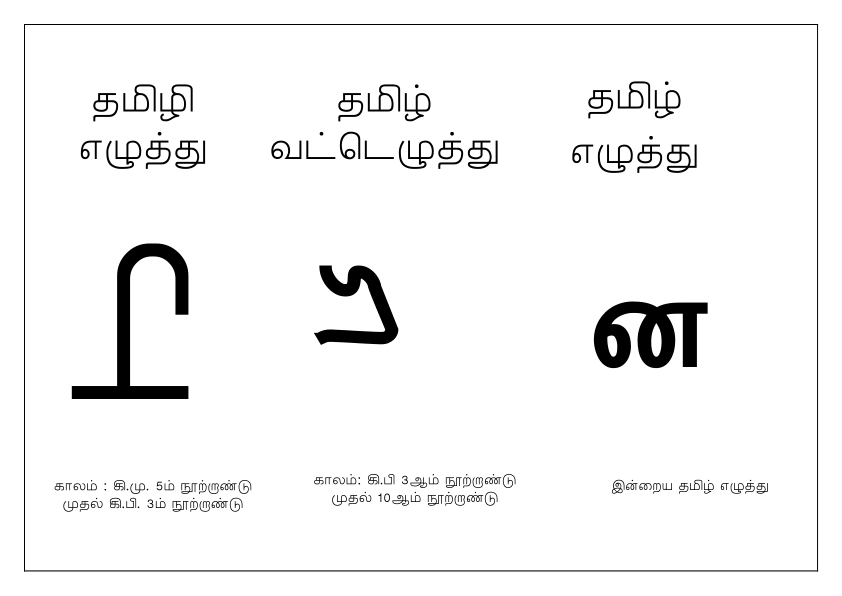 தமிழி
எழுத்து
தமிழ்
வட்டெழுத்து
தமிழ்
எழுத்து
ன
காலம் : கி.மு. 5ம் நூற்றாண்டு
முதல் கி.பி. 3ம் நூற்றாண்டு
காலம்: கி.பி 3ஆம் நூற்றாண்டு
முதல் 10ஆம் நூற்றாண்டு
இன்றைய தமிழ் எழுத்து